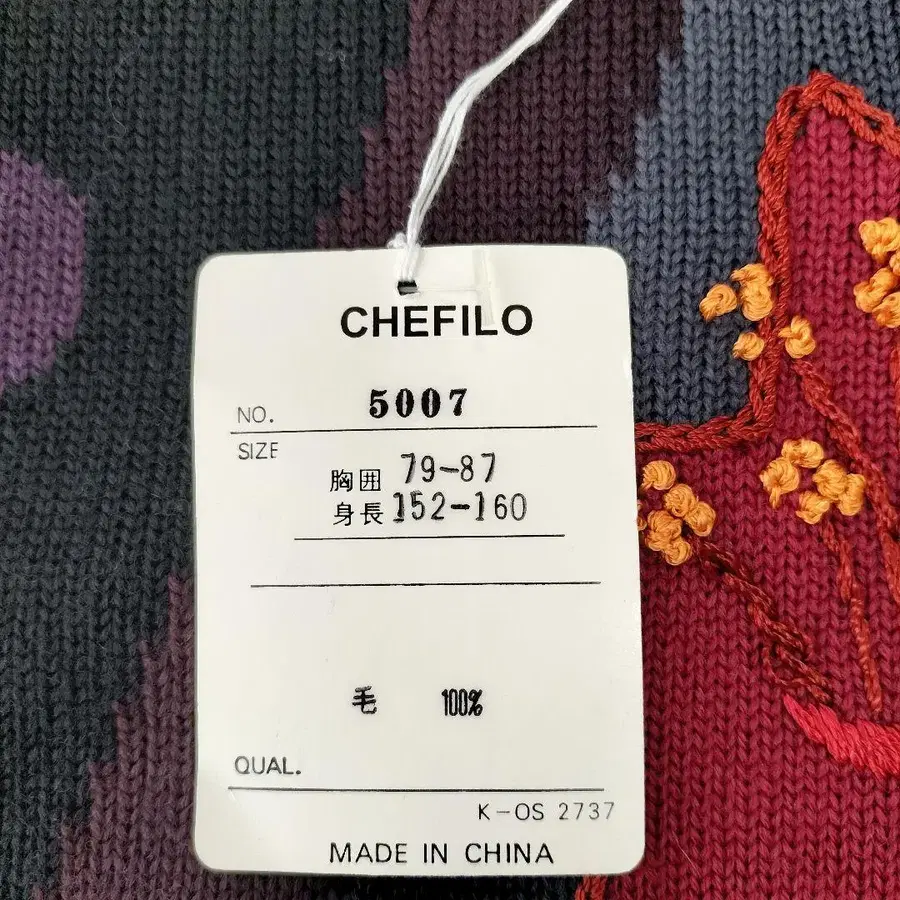 CHEFILO
NO. 5007
SIZE
胸囲 79-87
身長 152-160
毛 100%
QUAL.
K-OS 2737
MADE IN CHINA